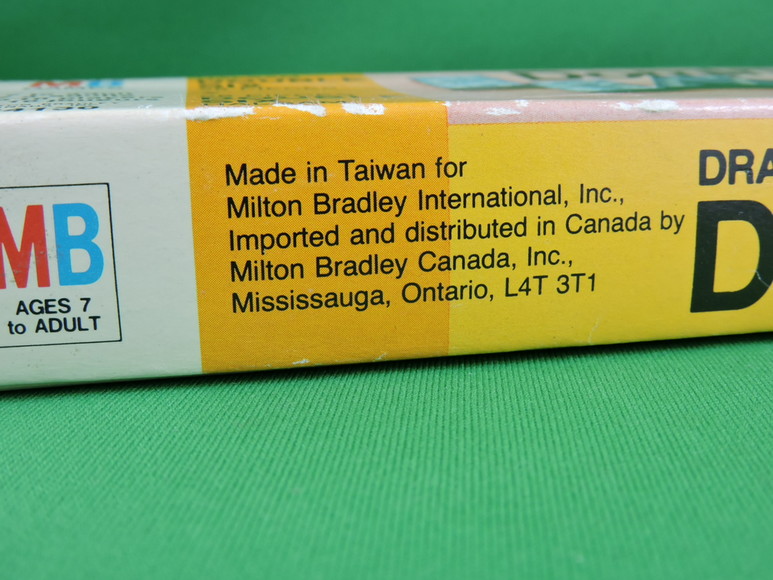 MB
MB
AGES 7
to ADULT
Made in Taiwan for
Milton Bradley International, Inc.,
Imported and distributed in Canada by
Milton Bradley Canada, Inc.,
Mississauga, Ontario, L4T 3T1
DRA
D